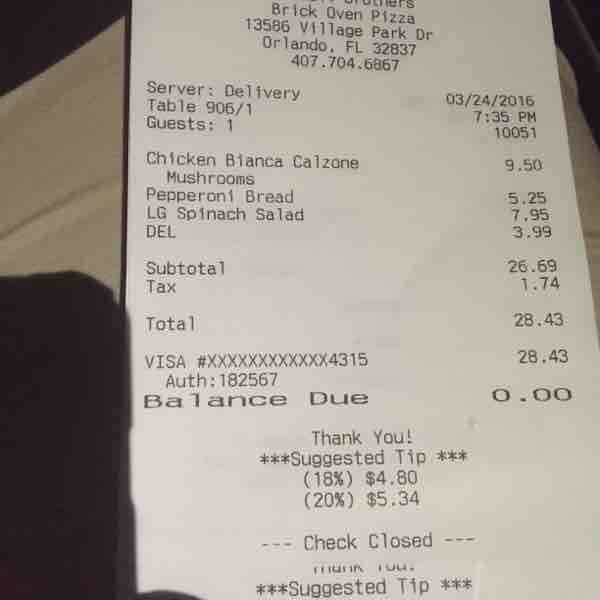 Brothers
Brick Oven Pizza
13586 Village Park Dr
Orlando, FL 32837
407.704.6867
Server: Delivery 03/24/2016
Table 906/1 7:35 PM
Guests: 1 10051
Chicken Bianca Calzone 9.50
Mushrooms
Pepperoni Bread 5.25
LG Spinach Salad 7.95
DEL 3.99
Subtotal 26.69
Tax 1.74
Total 28.43
VISA #XXXXXXXXXXXX4315 28.43
Auth:182567
Balance Due 0.00
Thank You!
***Suggested Tip ***
(18%) $4.80
(20%) $5.34
--- Check Closed ---
Thank You!
***Suggested Tip ***